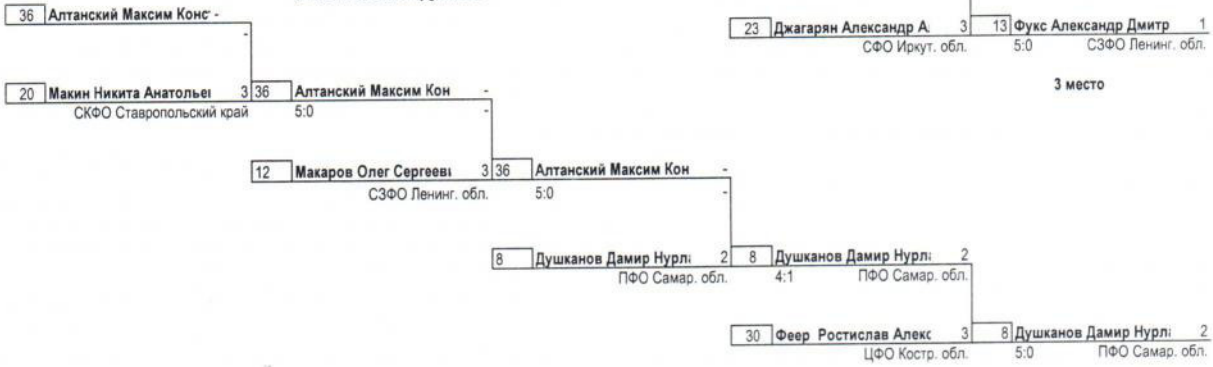 36 Алтанский Максим Конс -
-
23 Джагарян Александр А 3 13 Фукс Александр Дмитр 1
СФО Иркут. обл. 5:0 СЗФО Ленинг. обл.
3 место
20 Макин Никита Анатолье 3 36 Алтанский Максим Кон -
СКФО Ставропольский край 5:0 -
12 Макаров Олег Сергееви 3 36 Алтанский Максим Кон -
СЗФО Ленинг. обл. 5:0 -
8 Душканов Дамир Нурл 2 8 Душканов Дамир Нурл 2
ПФО Самар. обл. 4:1 ПФО Самар. обл.
30 Феер Ростислав Алекс 3 8 Душканов Дамир Нурл 2
ЦФО Костр. обл. 5:0 ПФО Самар. обл.